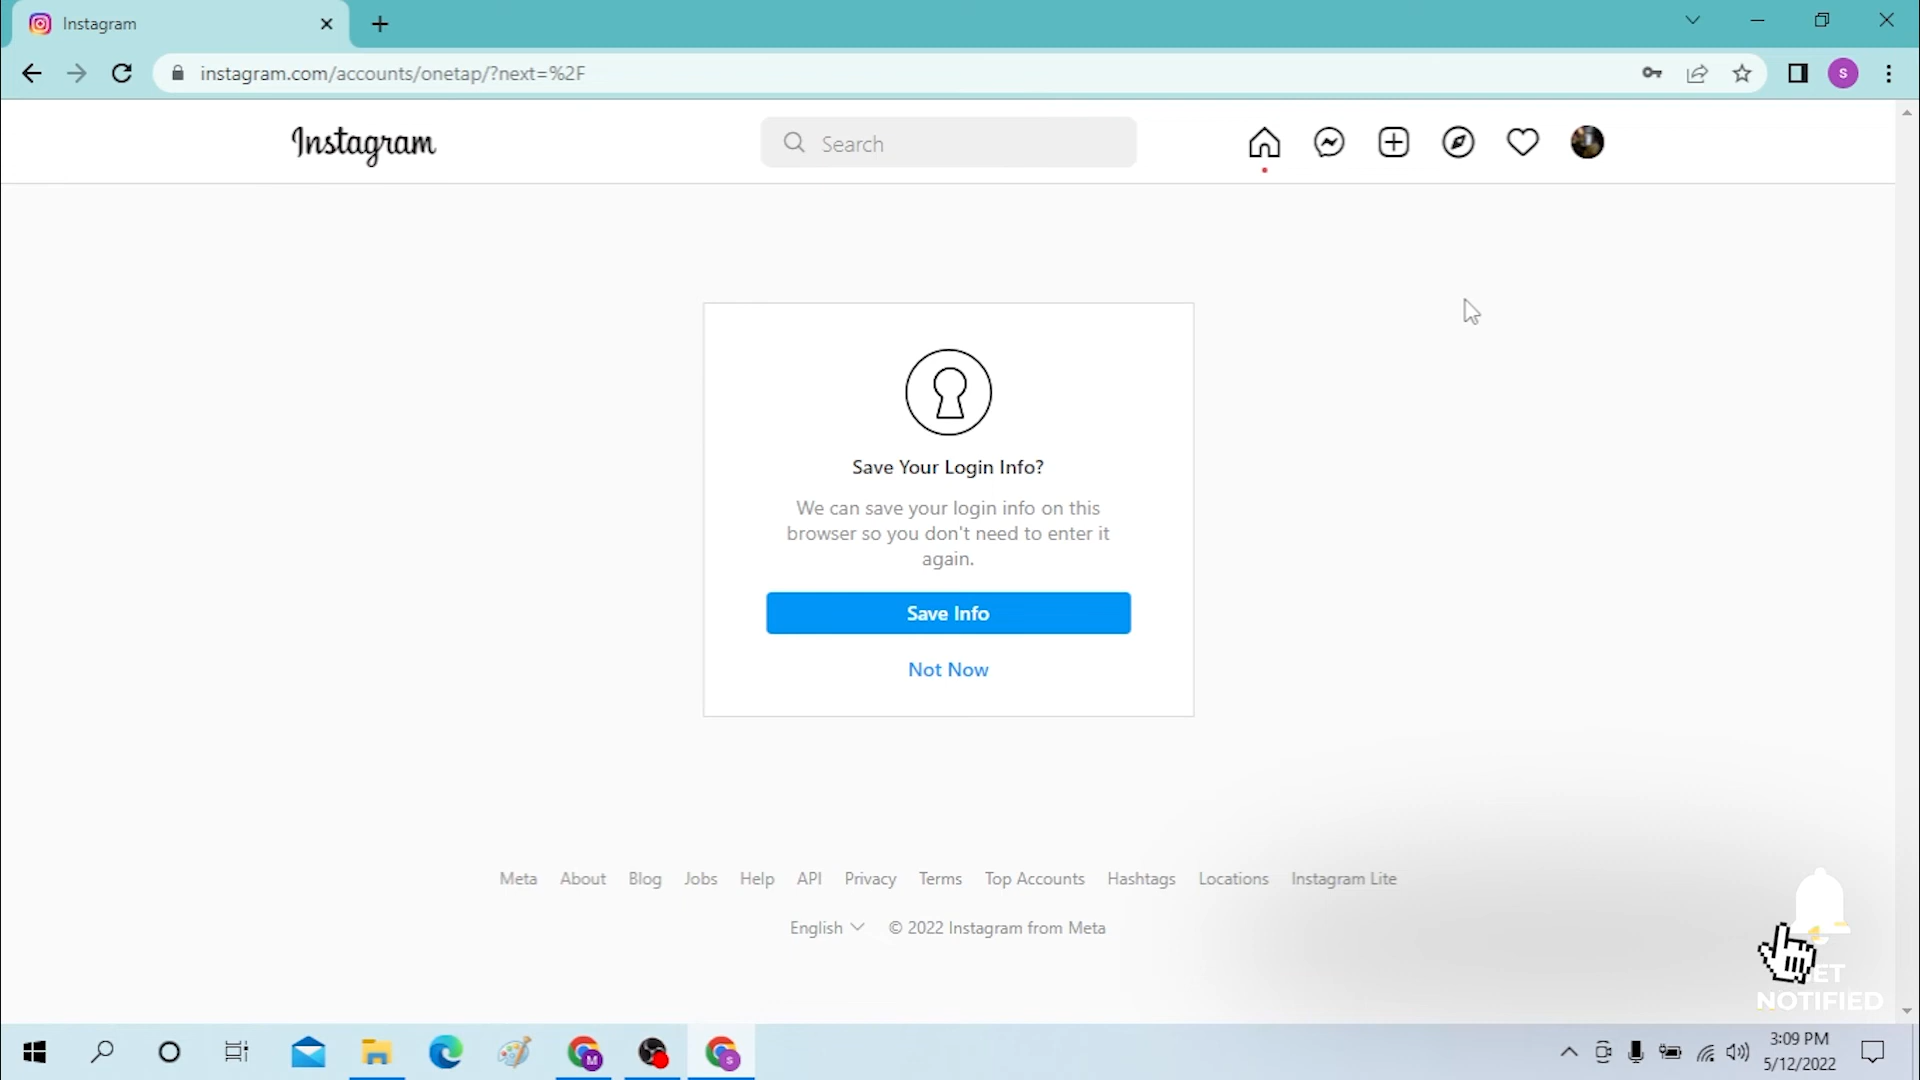 Instagram
instagram.com/accounts/onetap/?next=%2F
S
Instagram
Search
Save Your Login Info?
We can save your login info on this
browser so you don't need to enter it
again.
Save Info
Not Now
Meta About Blog Jobs Help API Privacy Terms Top Accounts Hashtags Locations Instagram Lite
English © 2022 Instagram from Meta
ET
NOTIFIED
M
S
3:09 PM
5/12/2022